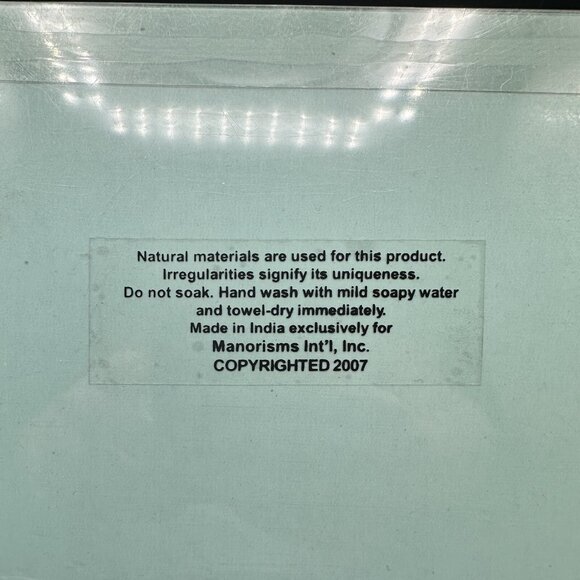 Natural materials are used for this product.
Irregularities signify its uniqueness.
Do not soak. Hand wash with mild soapy water
and towel-dry immediately.
Made in India exclusively for
Manorisms Int'l, Inc.
COPYRIGHTED 2007